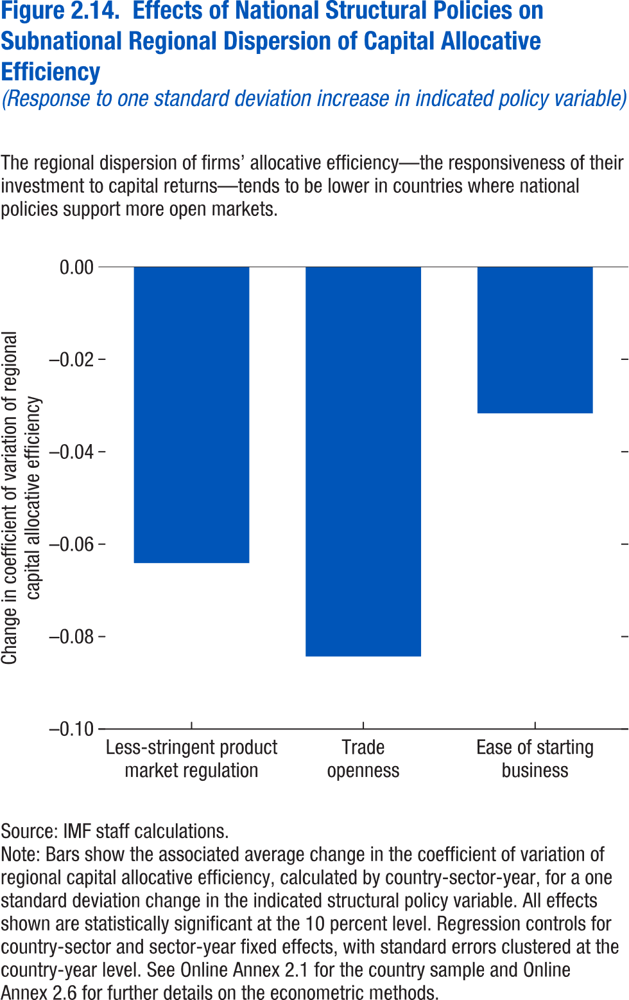 Figure 2.14.  Effects of National Structural Policies on
Subnational Regional Dispersion of Capital Allocative
Efficiency
(Response to one standard deviation increase in indicated policy variable)
The regional dispersion of firms’ allocative efficiency—the responsiveness of their
investment to capital returns—tends to be lower in countries where national
policies support more open markets.
Change in coefficient of variation of regional
capital allocative efficiency
0.00
–0.02
–0.04
–0.06
–0.08
–0.10
Less-stringent product
market regulation
Trade
openness
Ease of starting
business
Source: IMF staff calculations.
Note: Bars show the associated average change in the coefficient of variation of
regional capital allocative efficiency, calculated by country-sector-year, for a one
standard deviation change in the indicated structural policy variable. All effects
shown are statistically significant at the 10 percent level. Regression controls for
country-sector and sector-year fixed effects, with standard errors clustered at the
country-year level. See Online Annex 2.1 for the country sample and Online
Annex 2.6 for further details on the econometric methods.